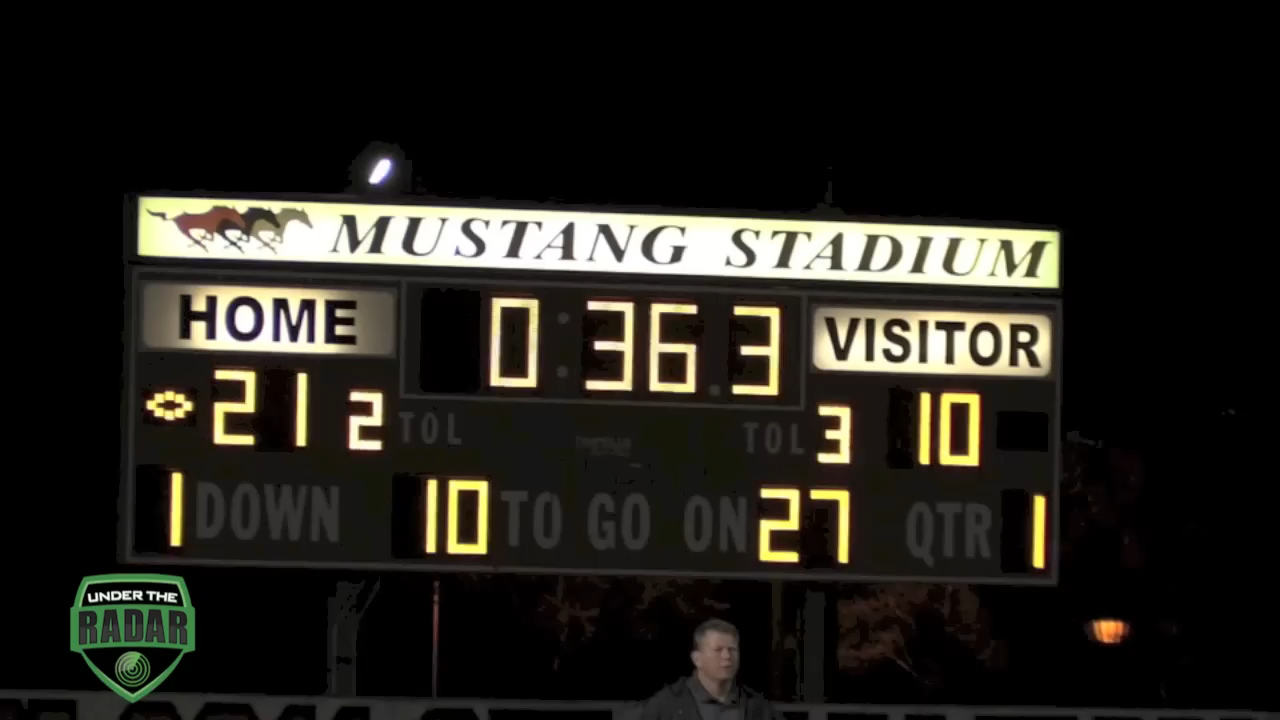 MUSTANG STADIUM
HOME 0:36.3 VISITOR
21 2 TOL TOL 3 10
1 DOWN 10 TO GO ON 27 QTR 1
UNDER THE
RADAR